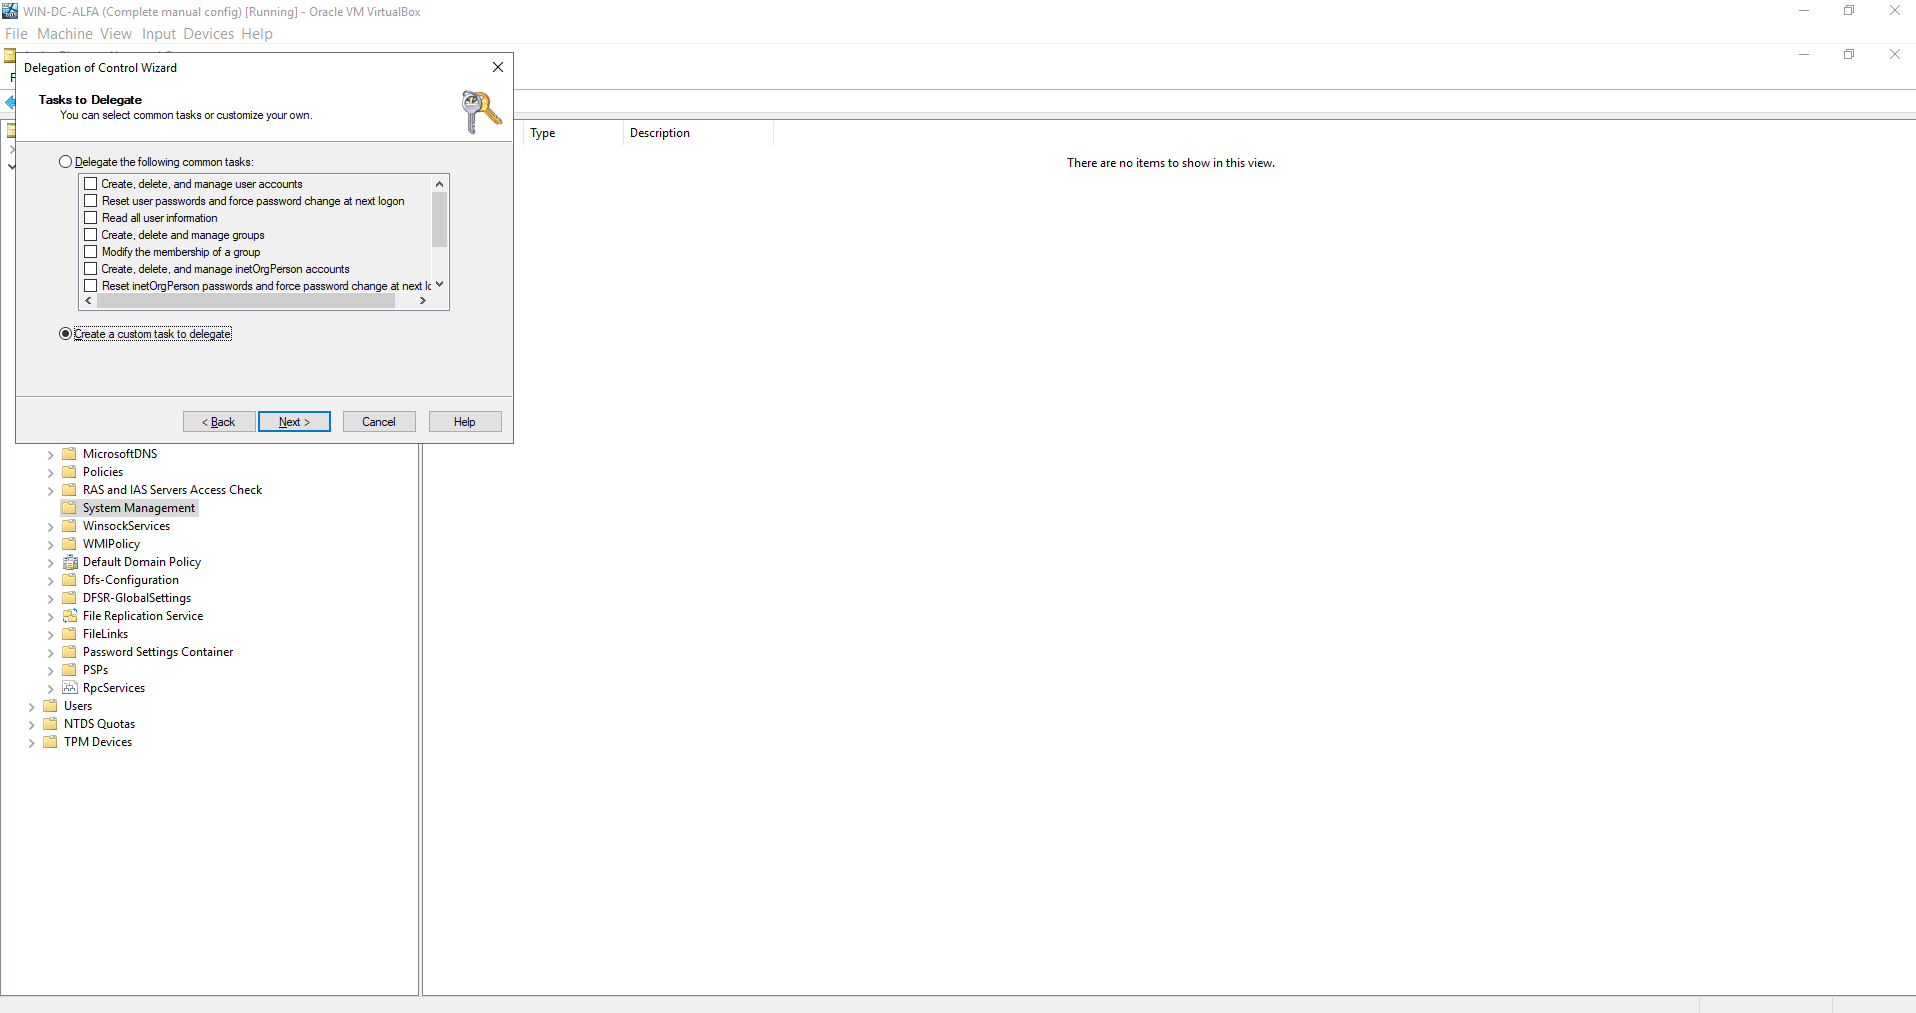 WIN-DC-ALFA (Complete manual config) [Running] - Oracle VM VirtualBox
File Machine View Input Devices Help
Delegation of Control Wizard
Tasks to Delegate
You can select common tasks or customize your own.
Type Description
There are no items to show in this view.
Delegate the following common tasks:
Create, delete, and manage user accounts
Reset user passwords and force password change at next logon
Read all user information
Create, delete and manage groups
Modify the membership of a group
Create, delete, and manage inetOrgPerson accounts
Reset inetOrgPerson passwords and force password change at next lo
Create a custom task to delegate
< Back Next > Cancel Help
MicrosoftDNS
Policies
RAS and IAS Servers Access Check
System Management
WinsockServices
WMIPolicy
Default Domain Policy
Dfs-Configuration
DFSR-GlobalSettings
File Replication Service
FileLinks
Password Settings Container
PSPs
RpcServices
Users
NTDS Quotas
TPM Devices